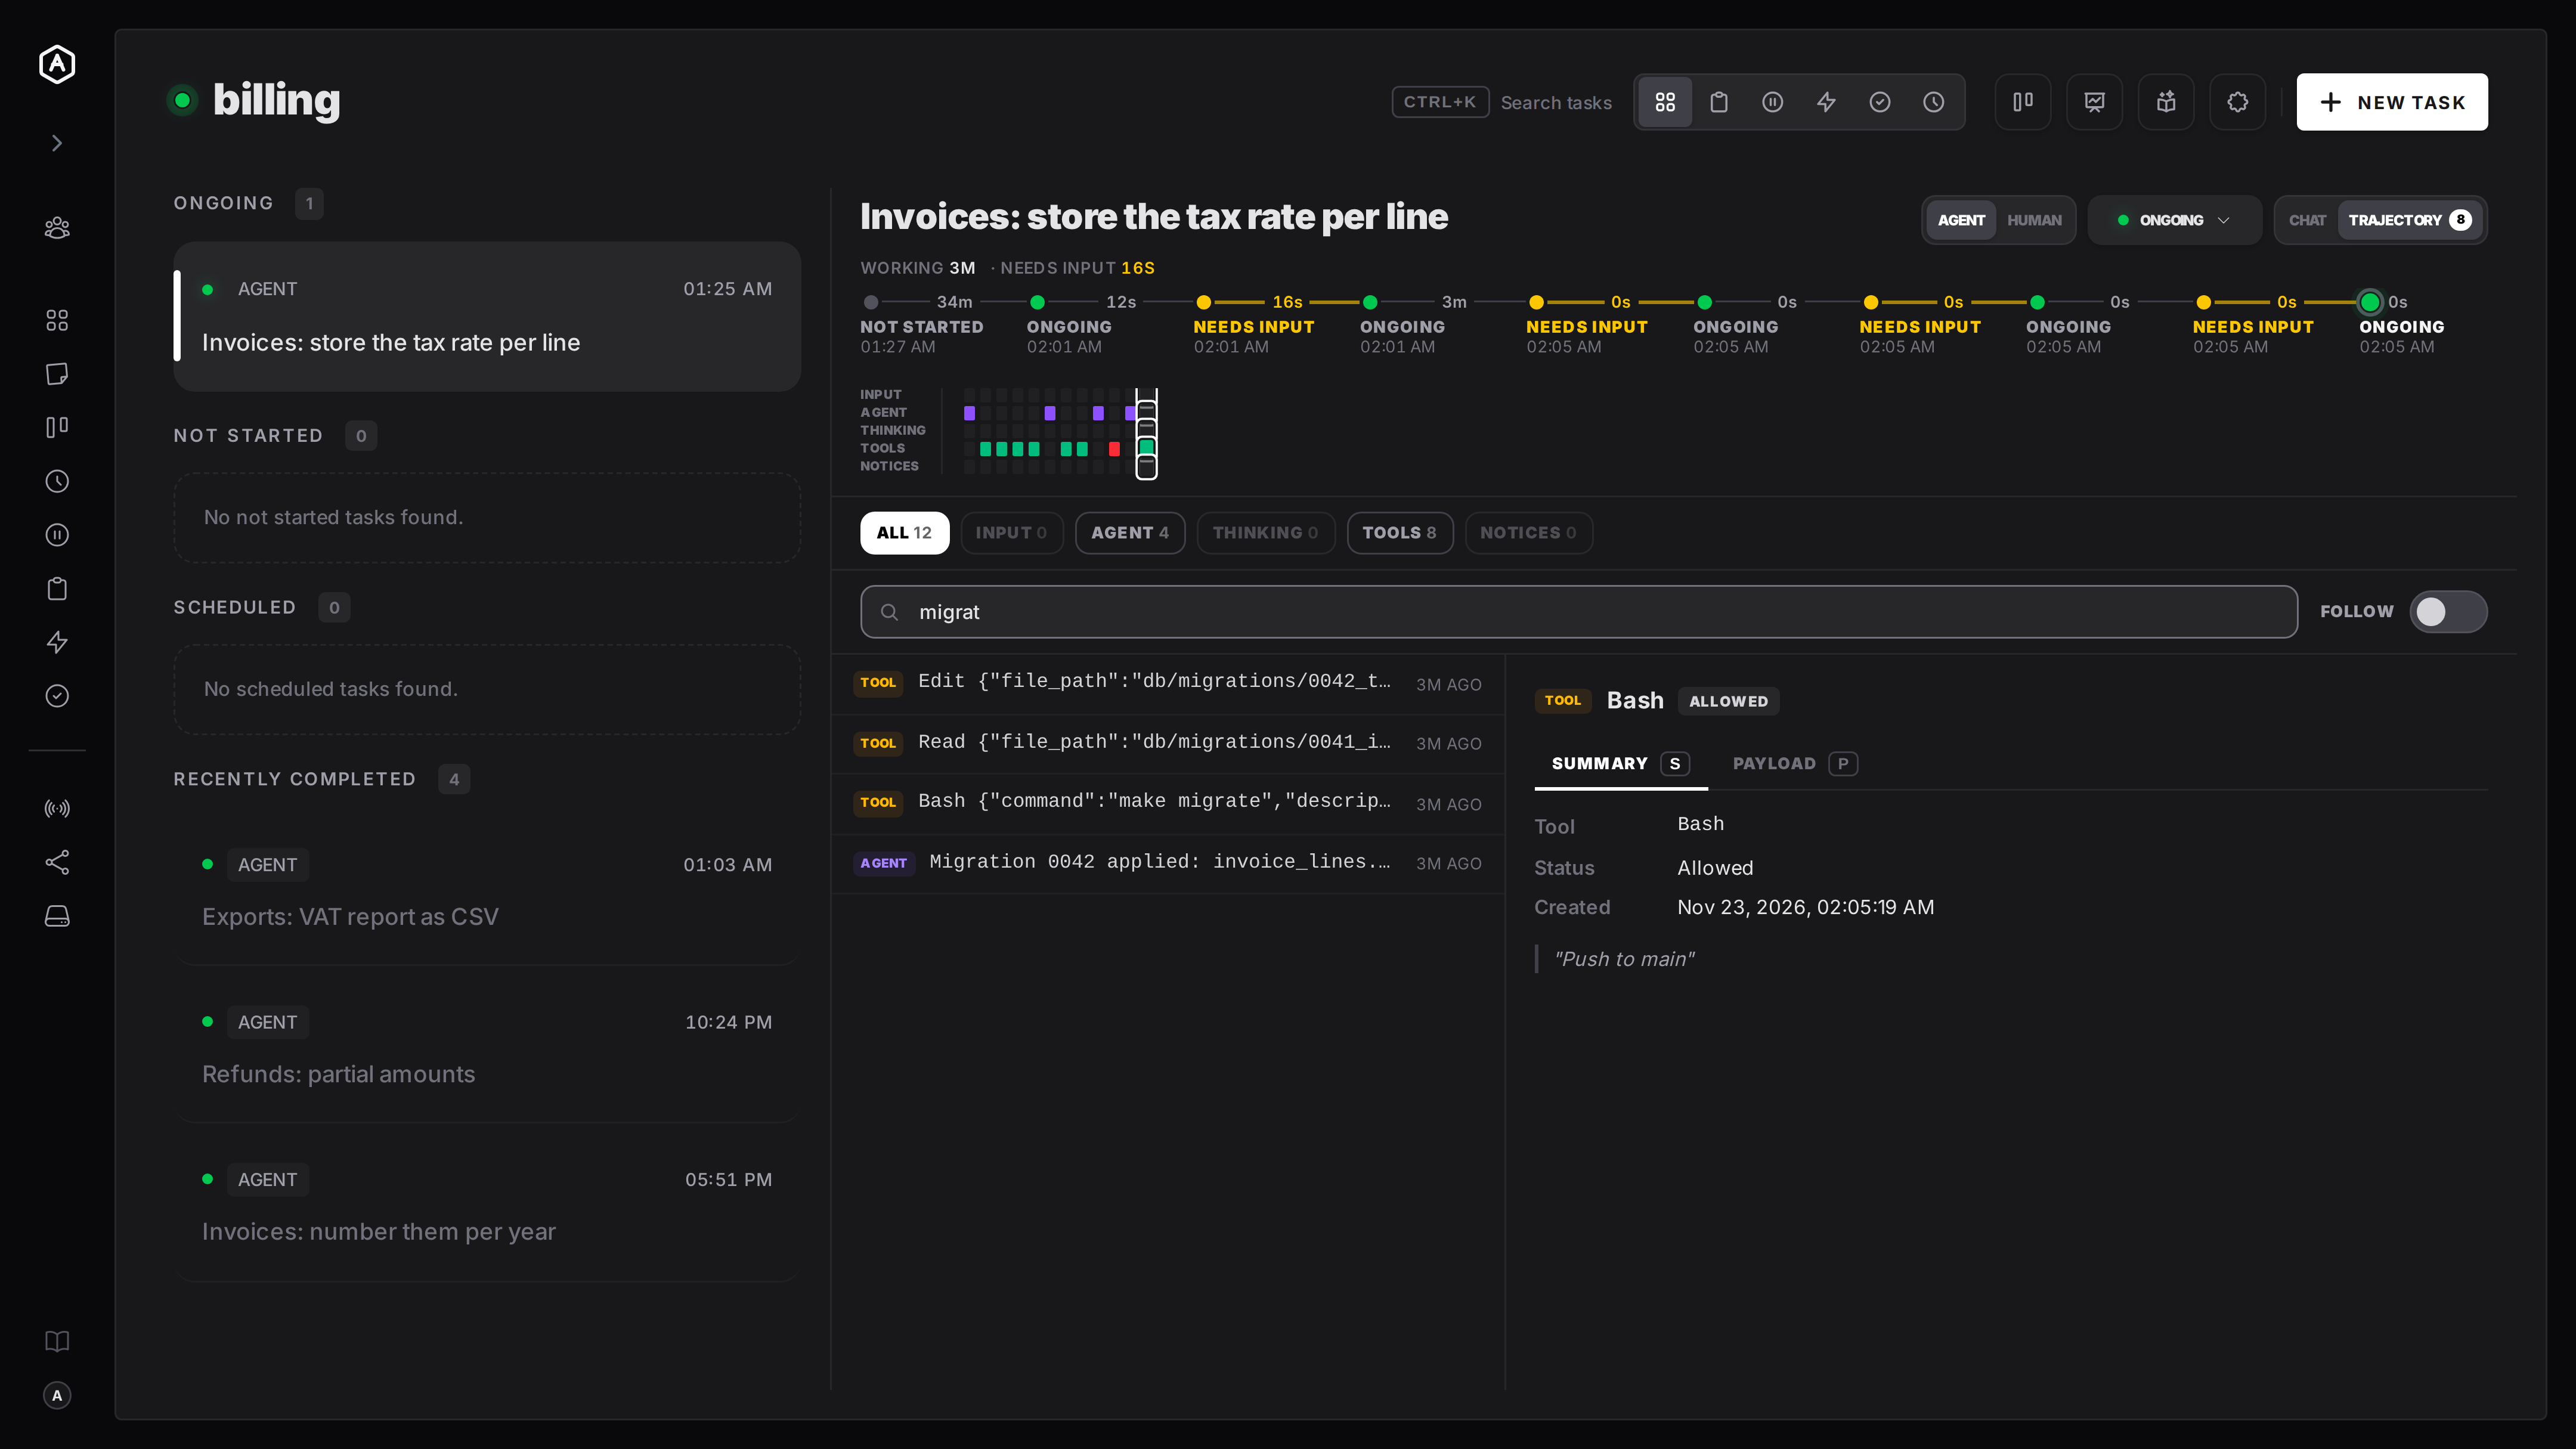 billing
CTRL+K Search tasks
NEW TASK
ONGOING 1
AGENT 01:25 AM
Invoices: store the tax rate per line
NOT STARTED 0
No not started tasks found.
SCHEDULED 0
No scheduled tasks found.
RECENTLY COMPLETED 4
AGENT 01:03 AM
Exports: VAT report as CSV
AGENT 10:24 PM
Refunds: partial amounts
AGENT 05:51 PM
Invoices: number them per year
A
Invoices: store the tax rate per line
AGENT HUMAN
ONGOING
CHAT TRAJECTORY 8
WORKING 3M · NEEDS INPUT 16S
34m 12s 16s 3m 0s 0s 0s 0s 0s 0s
NOT STARTED ONGOING NEEDS INPUT ONGOING NEEDS INPUT ONGOING NEEDS INPUT ONGOING NEEDS INPUT ONGOING
01:27 AM 02:01 AM 02:01 AM 02:01 AM 02:05 AM 02:05 AM 02:05 AM 02:05 AM 02:05 AM 02:05 AM
INPUT
AGENT
THINKING
TOOLS
NOTICES
ALL 12 INPUT 0 AGENT 4 THINKING 0 TOOLS 8 NOTICES 0
migrat
FOLLOW
TOOL Edit {"file_path":"db/migrations/0042_t… 3M AGO
TOOL Read {"file_path":"db/migrations/0041_i… 3M AGO
TOOL Bash {"command":"make migrate","descrip… 3M AGO
AGENT Migration 0042 applied: invoice_lines.… 3M AGO
TOOL Bash ALLOWED
SUMMARY S PAYLOAD P
Tool Bash
Status Allowed
Created Nov 23, 2026, 02:05:19 AM
"Push to main"